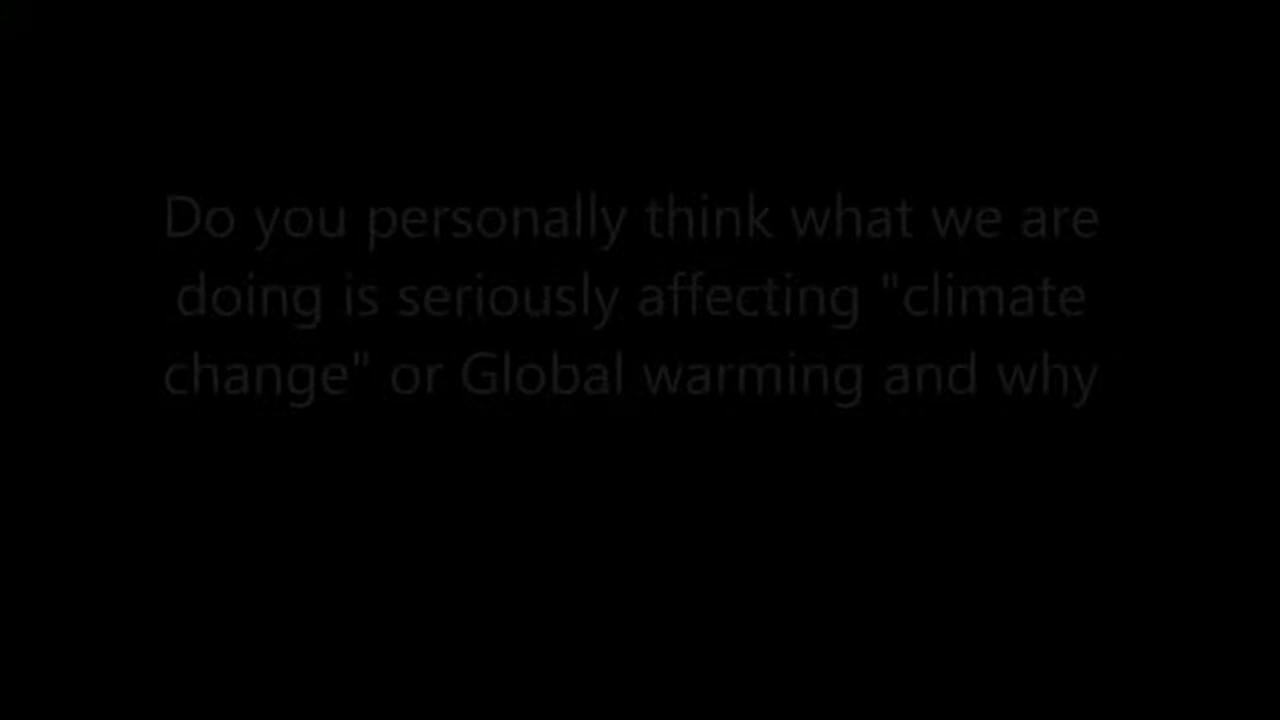 Do you personally think what we are
doing is seriously affecting "climate
change" or Global warming and why